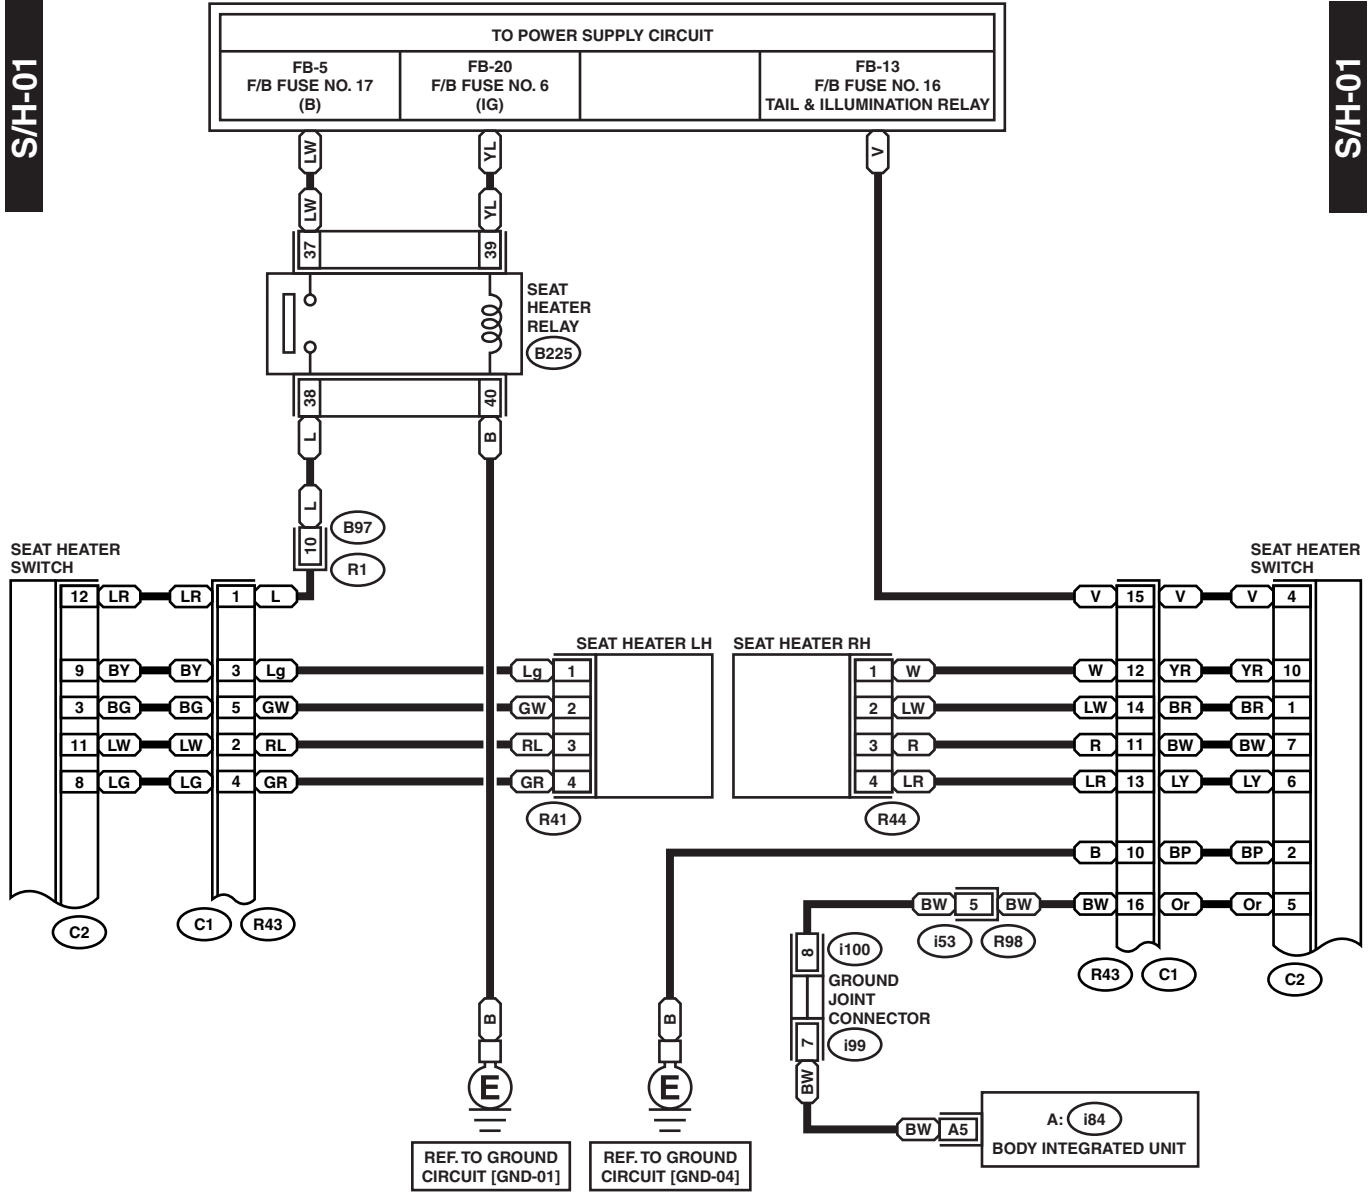 S/H-01
S/H-01
TO POWER SUPPLY CIRCUIT
FB-5
F/B FUSE NO. 17
(B)
FB-20
F/B FUSE NO. 6
(IG)
FB-13
F/B FUSE NO. 16
TAIL & ILLUMINATION RELAY
LW
YL
V
LW
YL
37
39
SEAT
HEATER
RELAY
B225
38
40
L
B
L
10
B97
R1
SEAT HEATER
SWITCH
12 LR LR 1 L
9 BY BY 3 Lg
3 BG BG 5 GW
11 LW LW 2 RL
8 LG LG 4 GR
C2
C1
R43
SEAT HEATER LH
Lg 1
GW 2
RL 3
GR 4
R41
SEAT HEATER RH
1 W
2 LW
3 R
4 LR
R44
SEAT HEATER
SWITCH
V 15 V V 4
W 12 YR YR 10
LW 14 BR BR 1
R 11 BW BW 7
LR 13 LY LY 6
B 10 BP BP 2
BW 5 BW BW 16 Or Or 5
i53
R98
R43
C1
C2
8
i100
GROUND
JOINT
CONNECTOR
7
i99
BW
B
B
E
E
BW A5
A: i84
BODY INTEGRATED UNIT
REF. TO GROUND
CIRCUIT [GND-01]
REF. TO GROUND
CIRCUIT [GND-04]